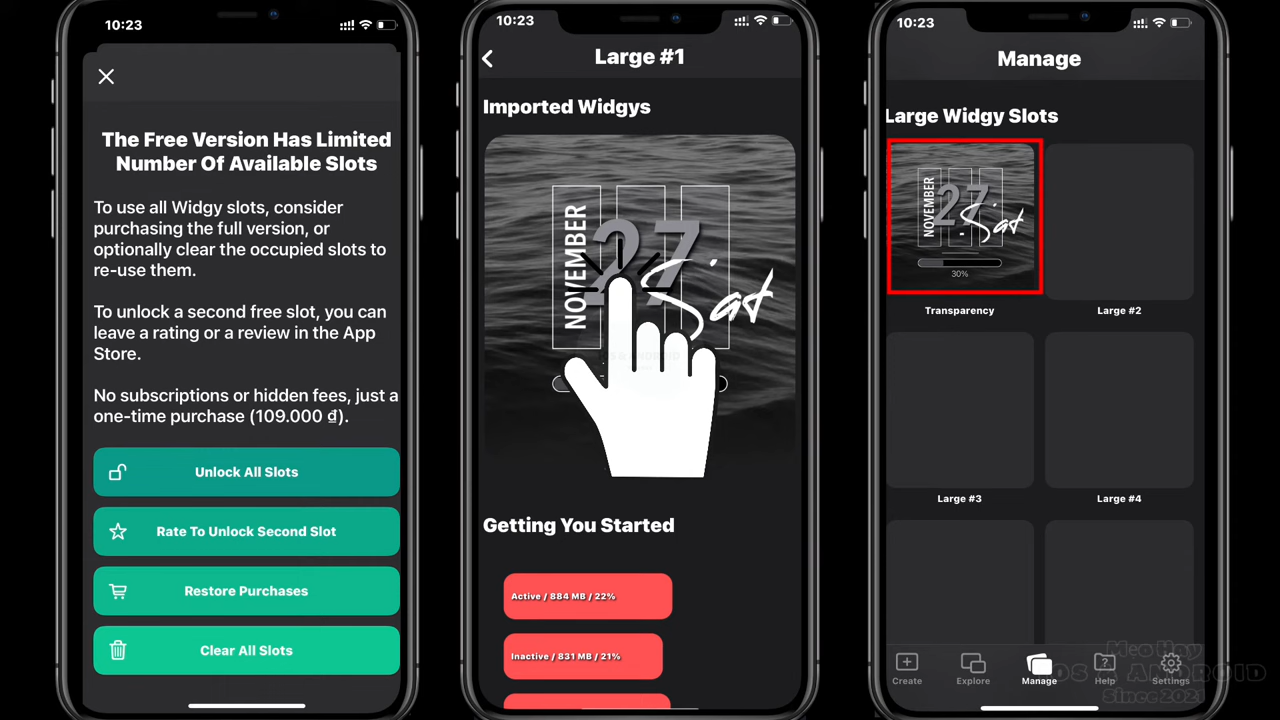 10:23
The Free Version Has Limited
Number Of Available Slots
To use all Widgy slots, consider
purchasing the full version, or
optionally clear the occupied slots to
re-use them.
To unlock a second free slot, you can
leave a rating or a review in the App
Store.
No subscriptions or hidden fees, just a
one-time purchase (109.000 ₫).
Unlock All Slots
Rate To Unlock Second Slot
Restore Purchases
Clear All Slots
10:23
Large #1
Imported Widgys
NOVEMBER
27
Sat
Getting You Started
Active / 884 MB / 22%
Inactive / 831 MB / 21%
10:23
Manage
Large Widgy Slots
NOVEMBER
27
Sat
30%
Transparency
Large #2
Large #3
Large #4
Create
Explore
Manage
Help
Settings
Meo Hay
iOS & ANDROID
Since 2021